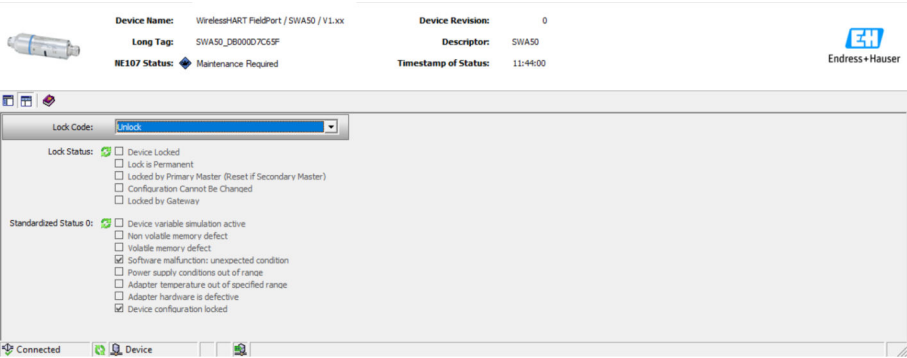 Device Name: WirelessHART FieldPort / SWA50 / V1.xx Device Revision: 0
Long Tag: SWA50_DB000D7C65F Descriptor: SWA50
NE107 Status: Maintenance Required Timestamp of Status: 11:44:00
EH
Endress+Hauser
Lock Code: Unlock
Lock Status: Device Locked
Lock is Permanent
Locked by Primary Master (Reset if Secondary Master)
Configuration Cannot Be Changed
Locked by Gateway
Standardized Status 0: Device variable simulation active
Non volatile memory defect
Volatile memory defect
Software malfunction: unexpected condition
Power supply conditions out of range
Adapter temperature out of specified range
Adapter hardware is defective
Device configuration locked
Connected Device